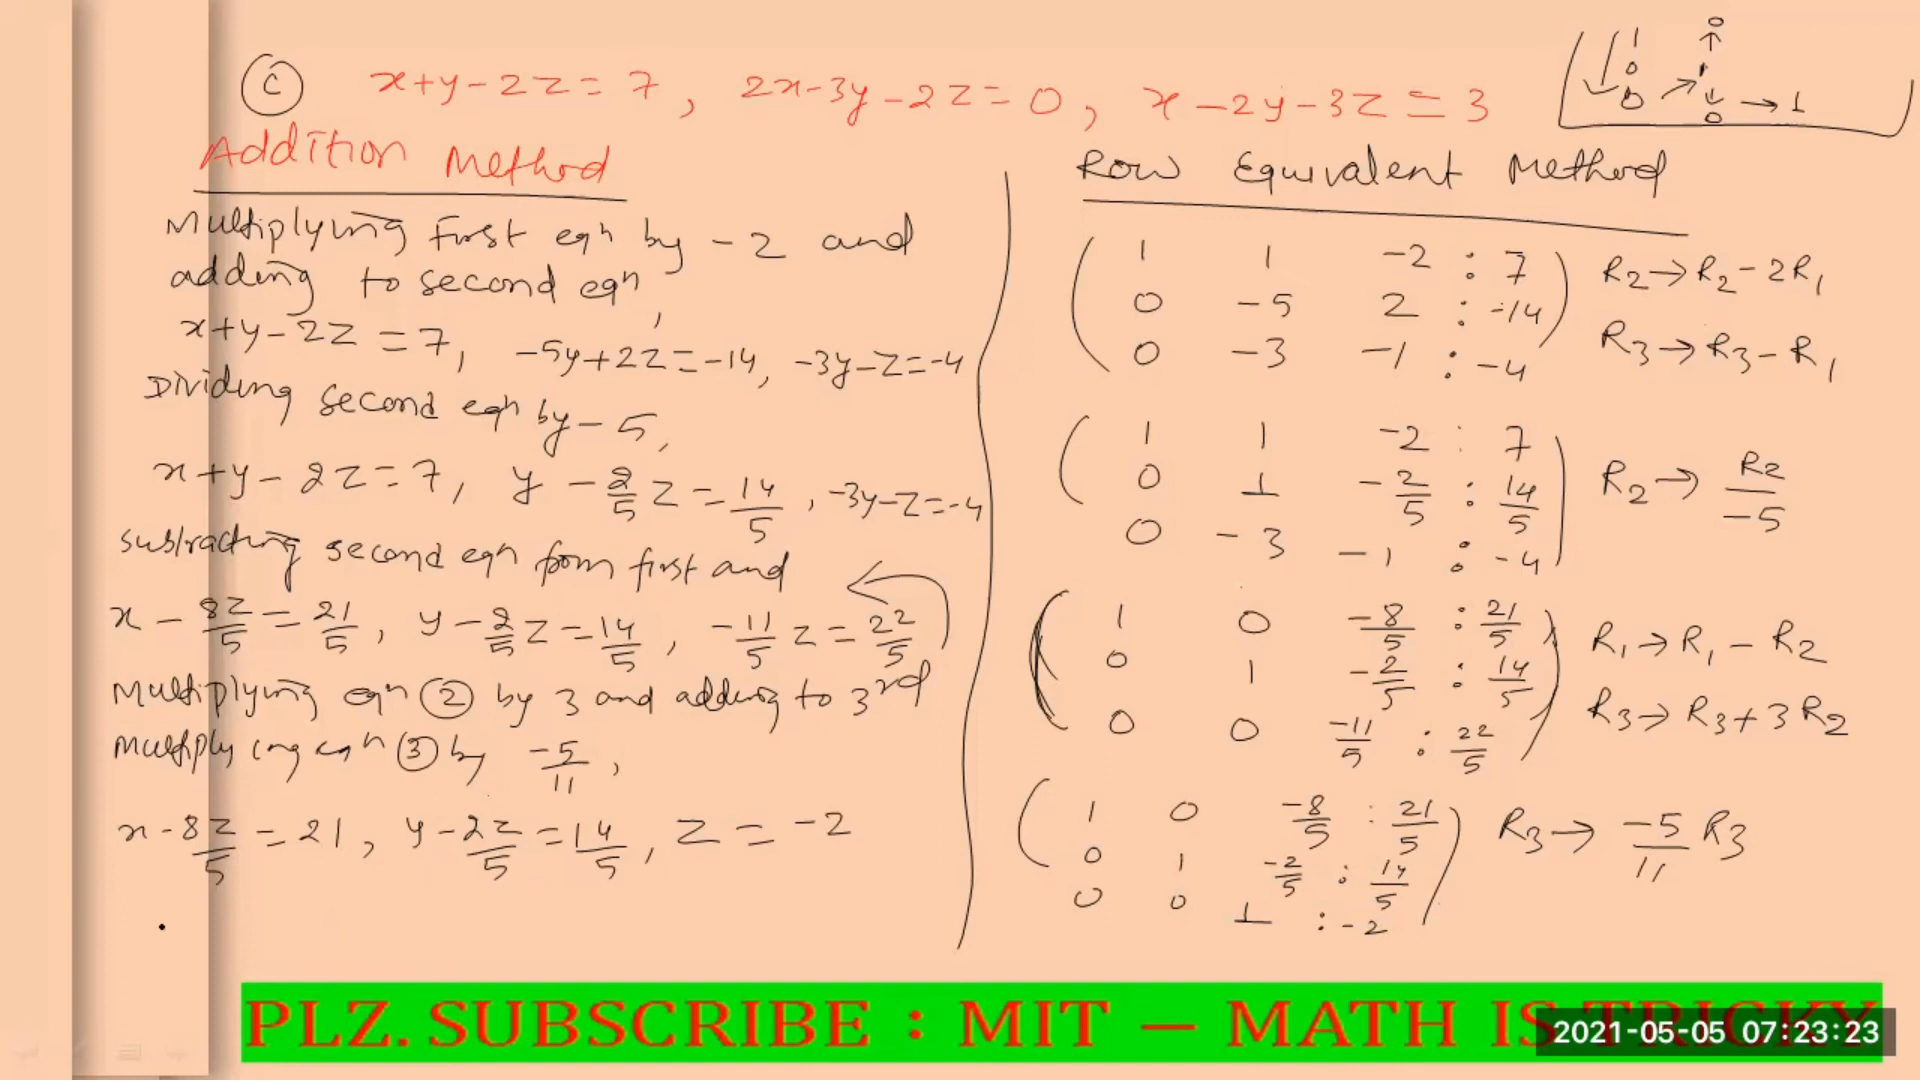 (c) x+y-2z=7, 2x-3y-2z=0, x-2y-3z=3
Addition Method
Multiplying first eqn by -2 and
adding to second eqn,
x+y-2z=7, -5y+2z=-14, -3y-z=-4
Dividing second eqn by -5,
x+y-2z=7, y-2/5 z=14/5, -3y-z=-4
subtracting second eqn from first and
x-8z/5=21/5, y-2/5 z=14/5, -11/5 z=22/5
Multiplying eqn (2) by 3 and adding to 3rd
Multiplying eqn (3) by -5/11,
x-8z/5=21, y-2z/5=14/5, z=-2
1
0
0 → 1 → 1
0
0
Row Equivalent Method
1 1 -2 : 7 R2→R2-2R1
0 -5 2 : -14
0 -3 -1 : -4 R3→R3-R1
1 1 -2 : 7
0 1 -2/5 : 14/5 R2→R2/-5
0 -3 -1 : -4
1 0 -8/5 : 21/5 R1→R1-R2
0 1 -2/5 : 14/5
0 0 -11/5 : 22/5 R3→R3+3R2
1 0 -8/5 : 21/5 R3→-5/11 R3
0 1 -2/5 : 14/5
0 0 1 : -2
PLZ. SUBSCRIBE : MIT – MATH IS TRICKY
2021-05-05 07:23:23